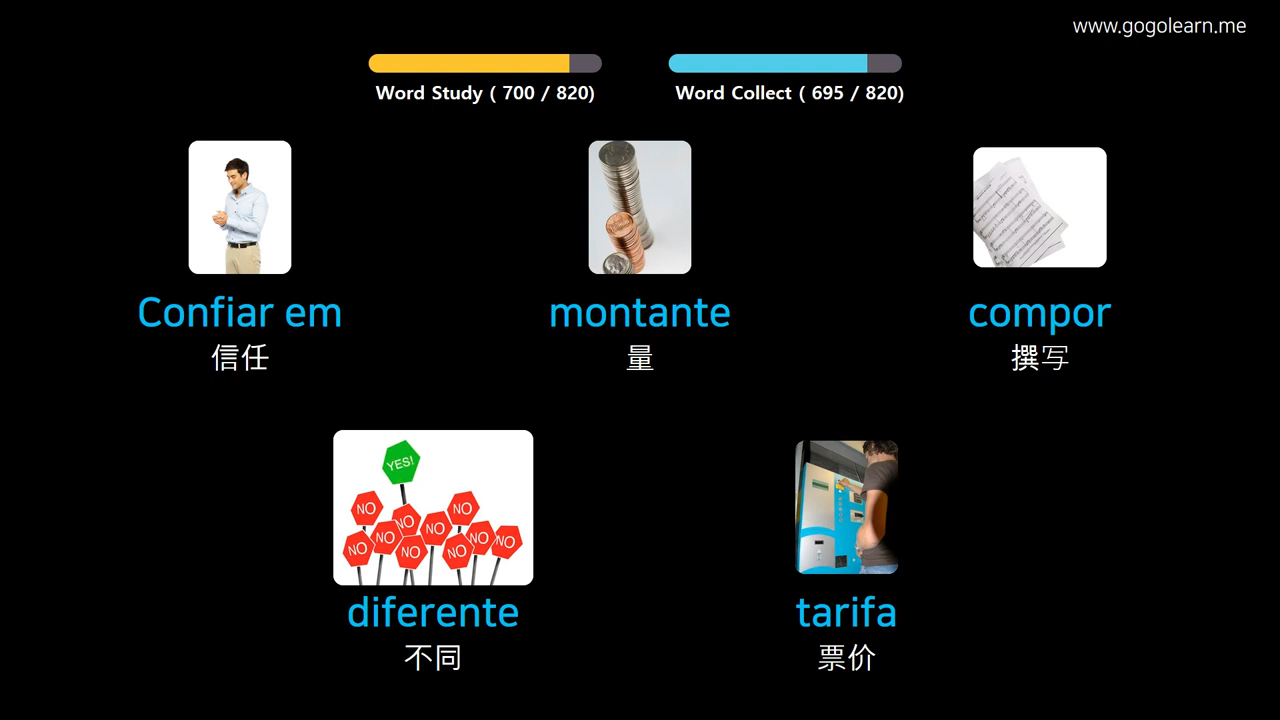 www.gogolearn.me
Word Study ( 700 / 820)
Word Collect ( 695 / 820)
Confiar em
信任
montante
量
compor
撰写
YES!
NO
NO
NO
NO
NO
NO
NO
NO
NO
NO
diferente
不同
tarifa
票价